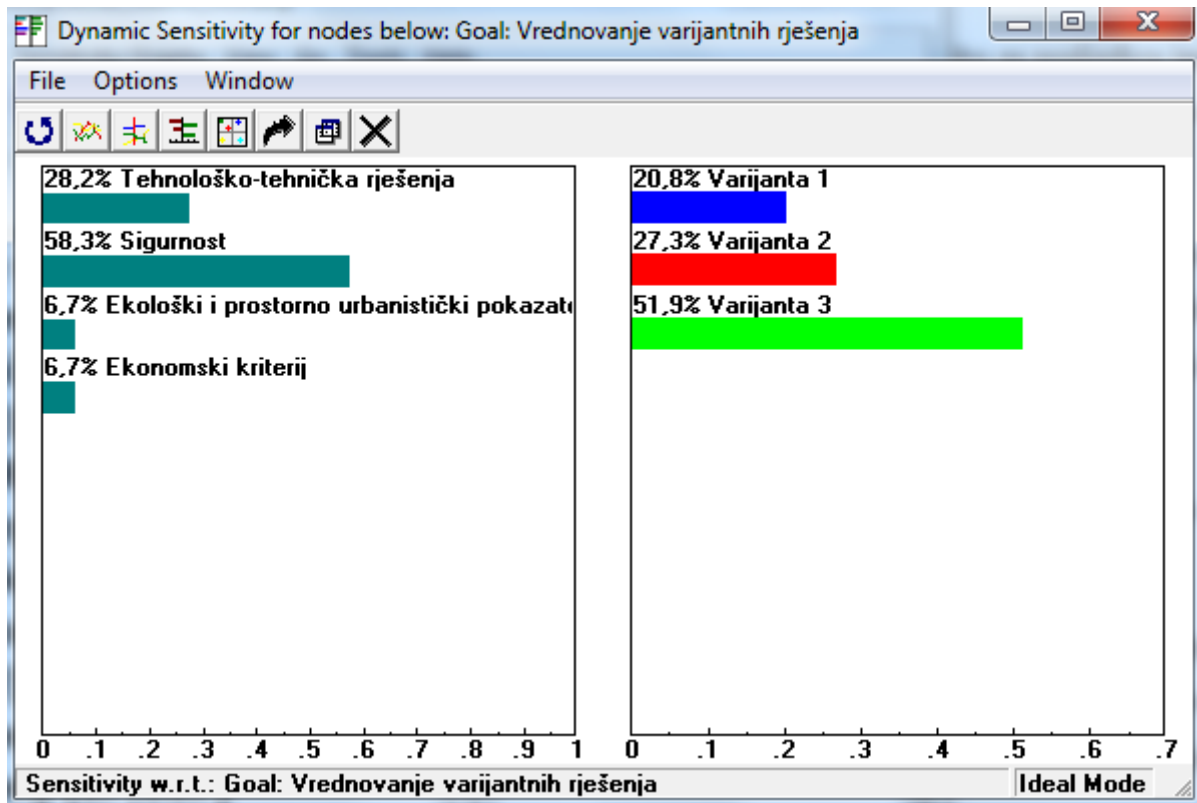 Dynamic Sensitivity for nodes below: Goal: Vrednovanje varijantnih rješenja
File Options Window
28,2% Tehnološko-tehnička rješenja
58,3% Sigurnost
6,7% Ekološki i prostorno urbanistički pokazate
6,7% Ekonomski kriterij
0 .1 .2 .3 .4 .5 .6 .7 .8 .9 1
20,8% Varijanta 1
27,3% Varijanta 2
51,9% Varijanta 3
0 .1 .2 .3 .4 .5 .6 .7
Sensitivity w.r.t.: Goal: Vrednovanje varijantnih rješenja
Ideal Mode